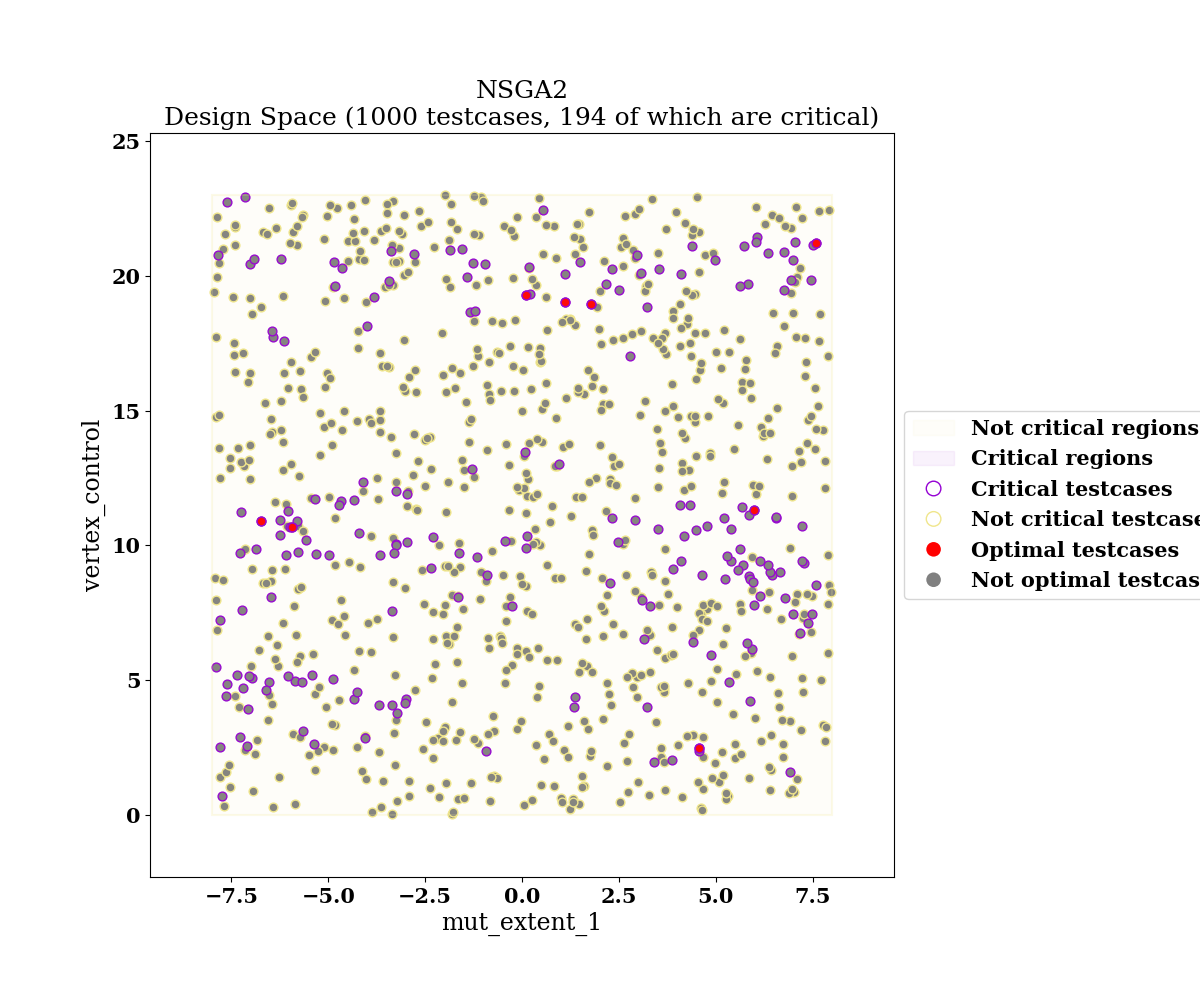 NSGA2
Design Space (1000 testcases, 194 of which are critical)
25
20
15
10
5
0
vertex_control
−7.5 −5.0 −2.5 0.0 2.5 5.0 7.5
mut_extent_1
Not critical regions
Critical regions
Critical testcases
Not critical testcase
Optimal testcases
Not optimal testcas